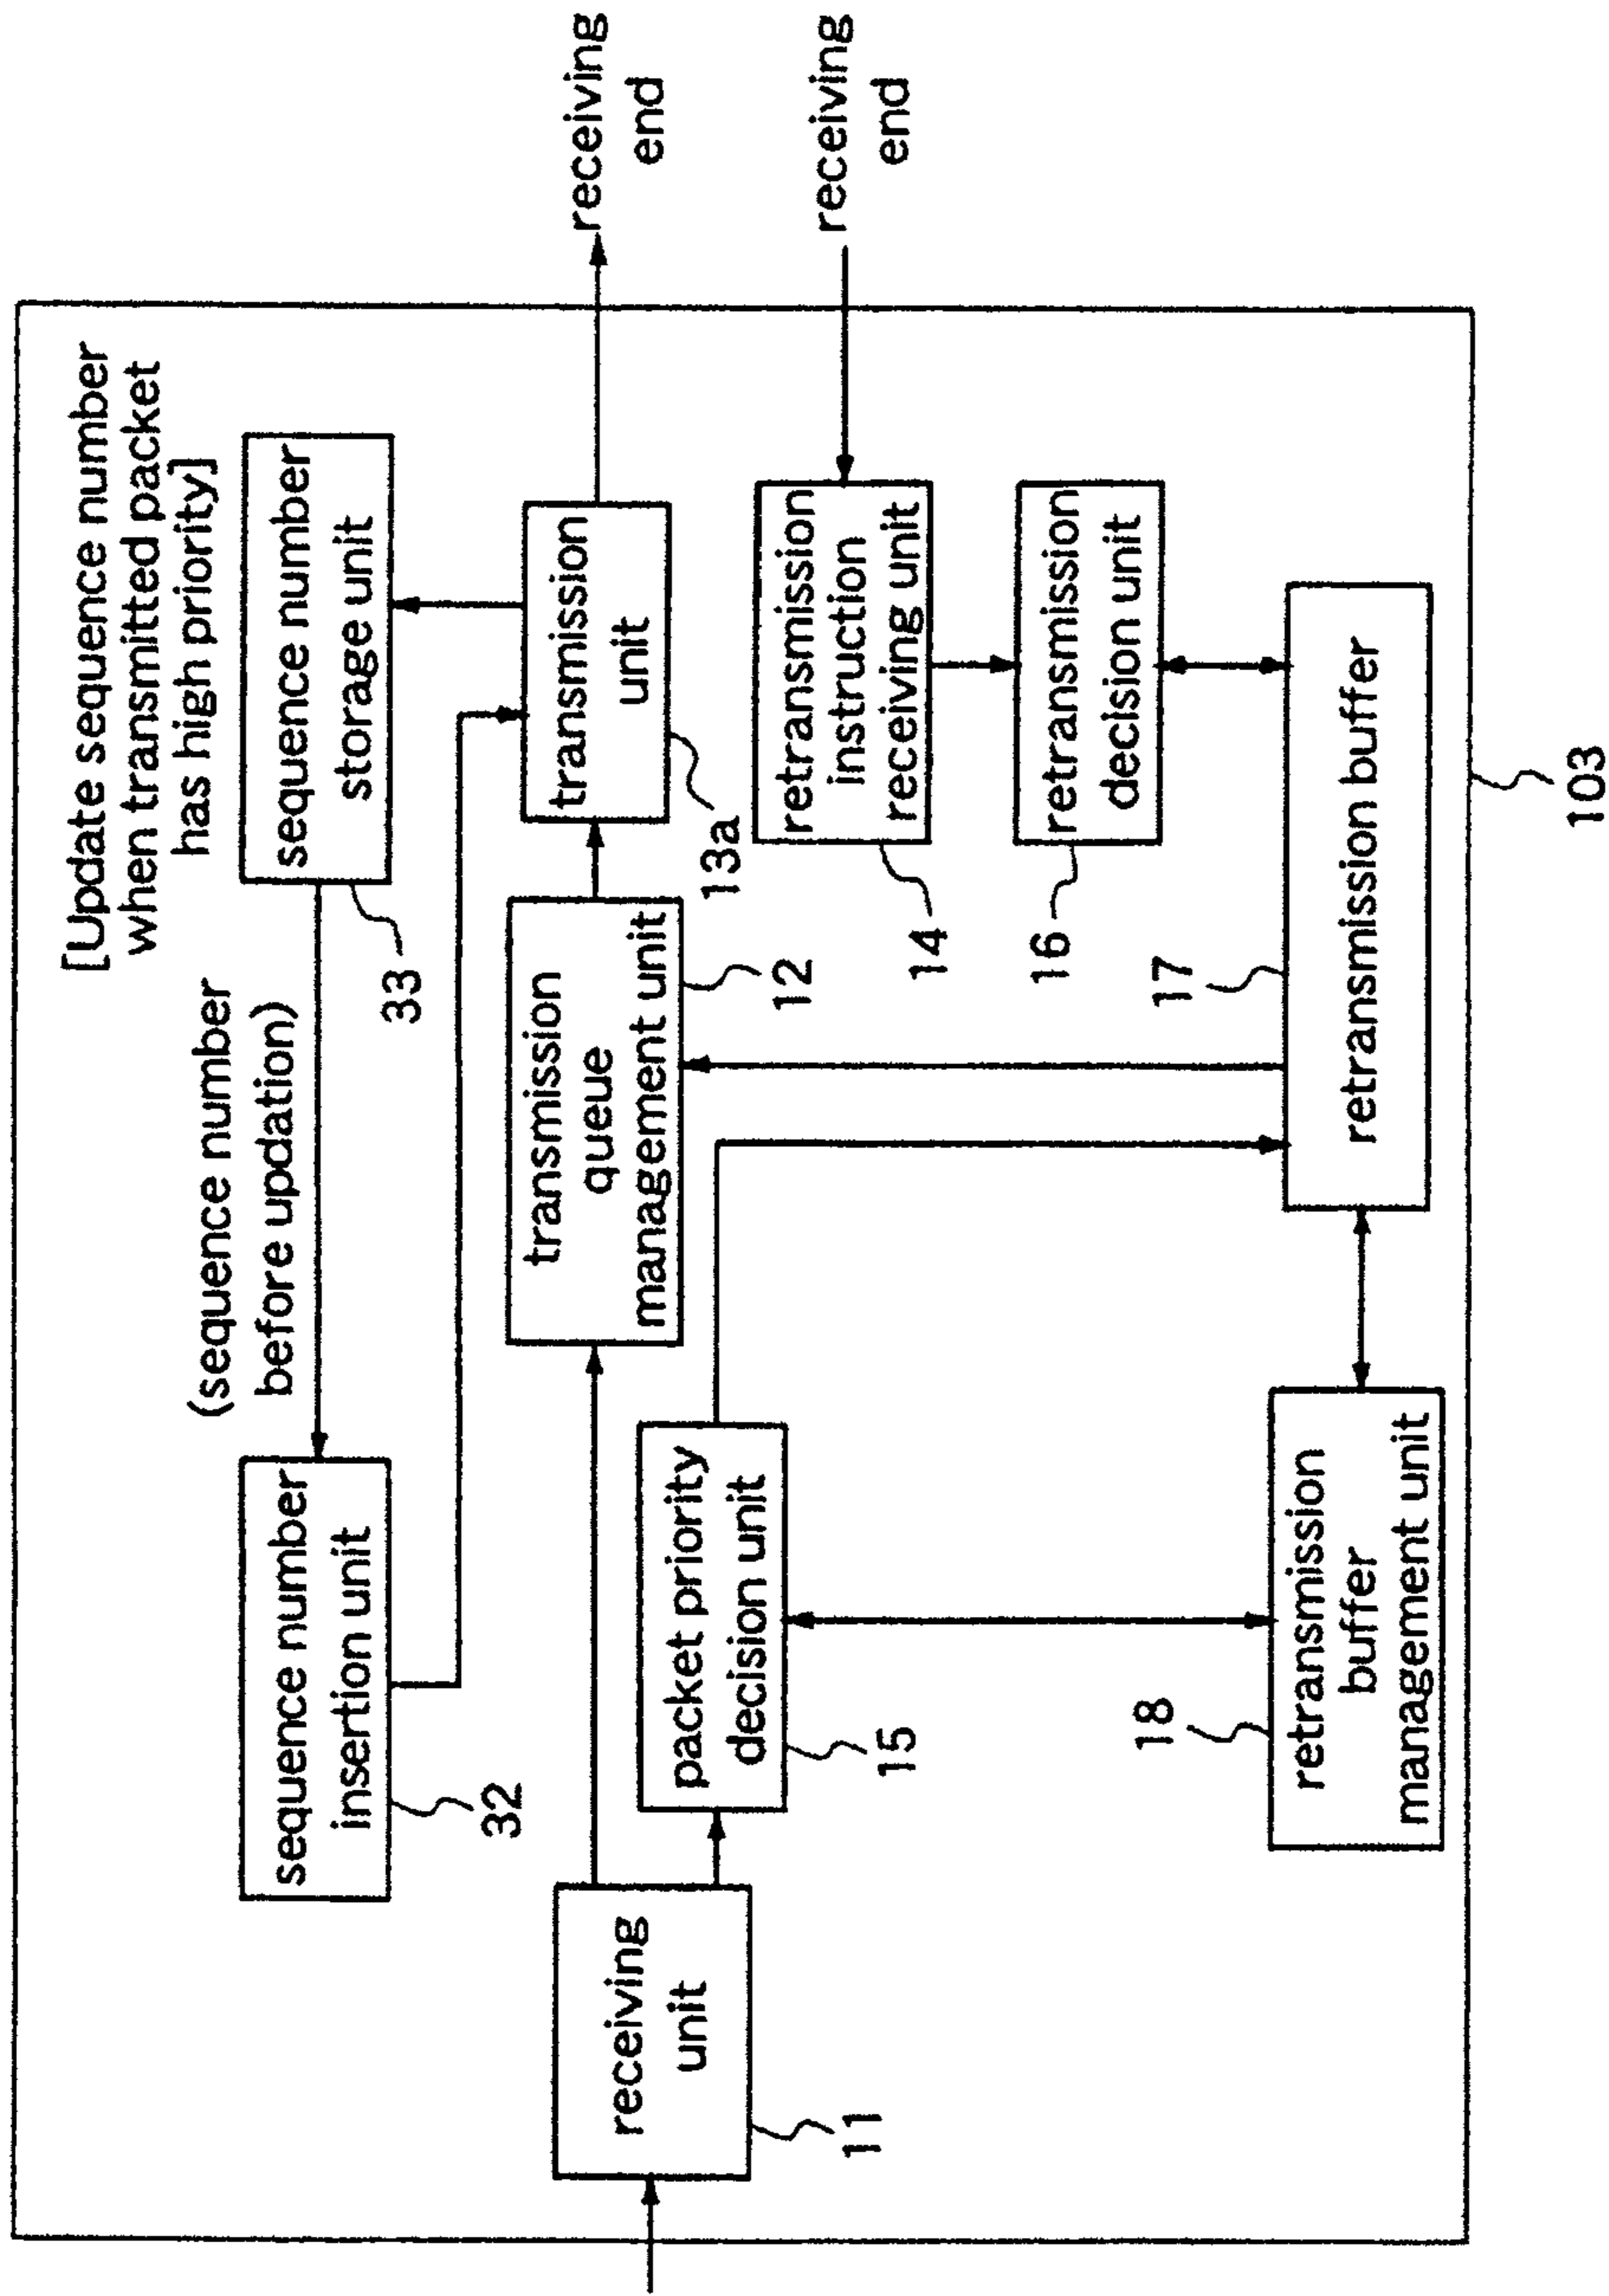 [Update sequence number
when transmitted packet
has high priority]
(sequence number
before updation)
sequence number
insertion unit
32
sequence number
storage unit
33
receiving
unit
11
transmission
queue
management unit
12
transmission
unit
13a
receiving
end
packet priority
decision unit
15
retransmission
instruction
receiving unit
14
receiving
end
retransmission
decision unit
16
retransmission
buffer
management unit
18
retransmission buffer
17
103